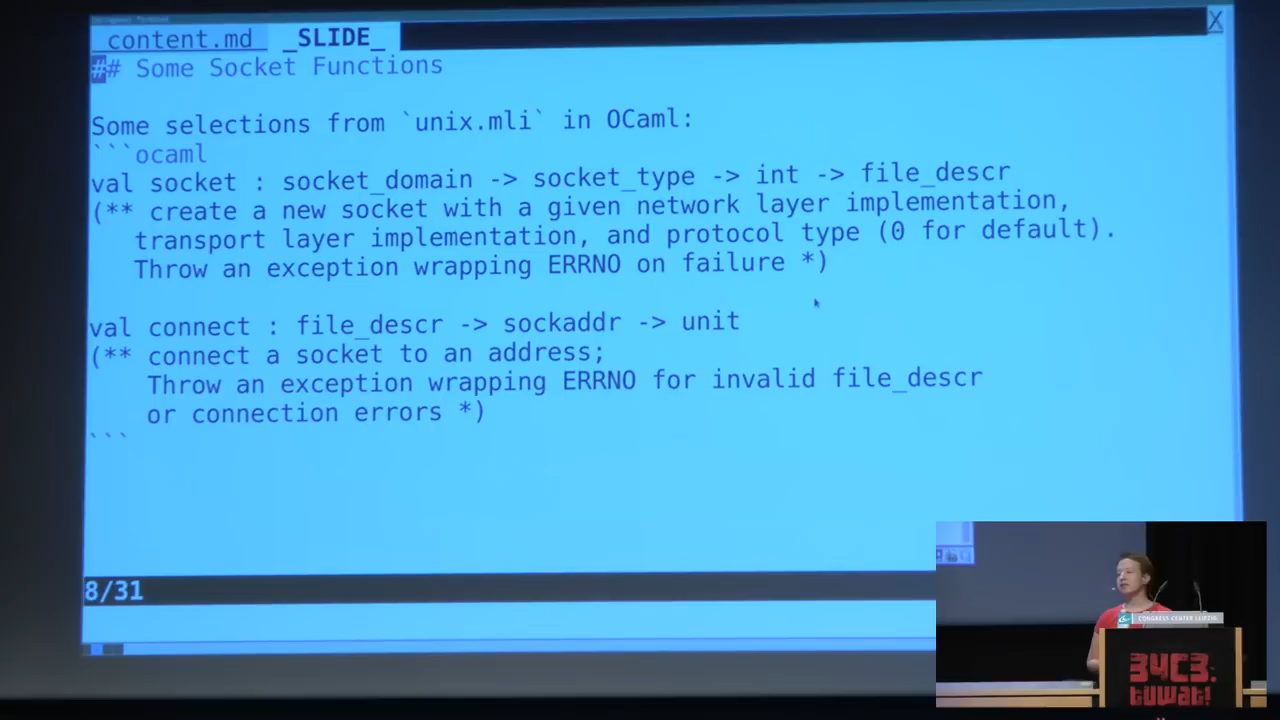 content.md _SLIDE_ X
## Some Socket Functions
Some selections from `unix.mli` in OCaml:
```ocaml
val socket : socket_domain -> socket_type -> int -> file_descr
(** create a new socket with a given network layer implementation,
transport layer implementation, and protocol type (0 for default).
Throw an exception wrapping ERRNO on failure *)
val connect : file_descr -> sockaddr -> unit
(** connect a socket to an address;
Throw an exception wrapping ERRNO for invalid file_descr
or connection errors *)
```
8/31
CONGRESS CENTER LEIPZIG
34C3.
tuwat!